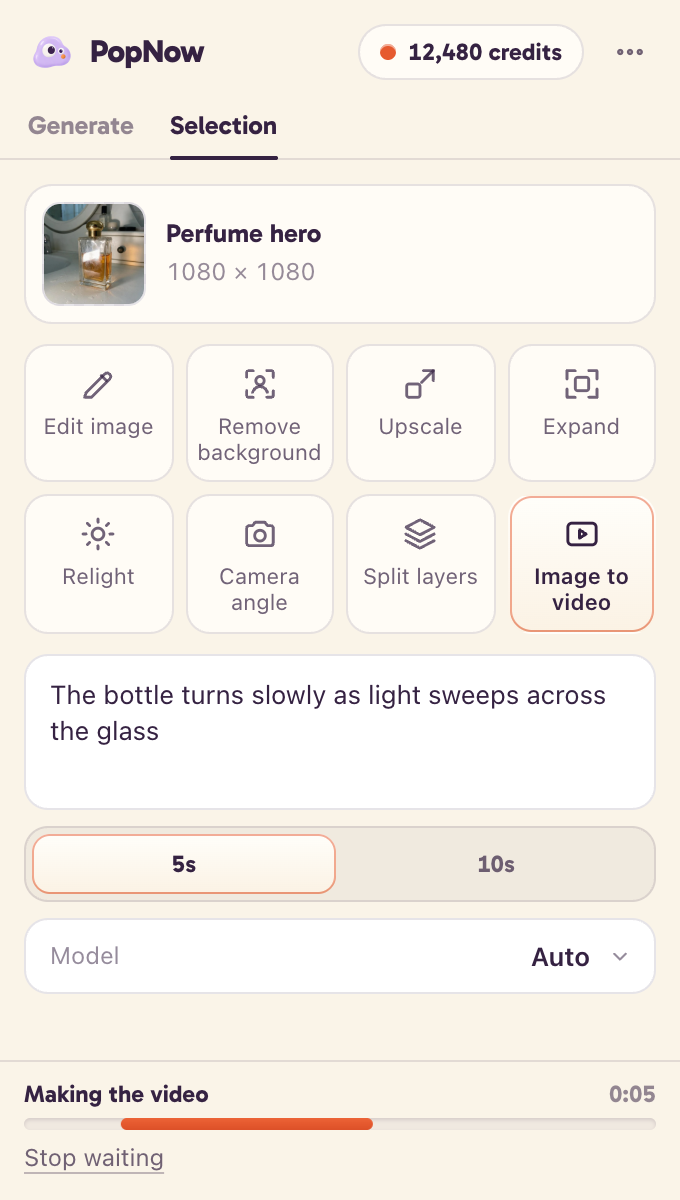 PopNow
12,480 credits
Generate
Selection
Perfume hero
1080 × 1080
Edit image
Remove
background
Upscale
Expand
Relight
Camera
angle
Split layers
Image to
video
The bottle turns slowly as light sweeps across
the glass
5s
10s
Model
Auto
Making the video
0:05
Stop waiting